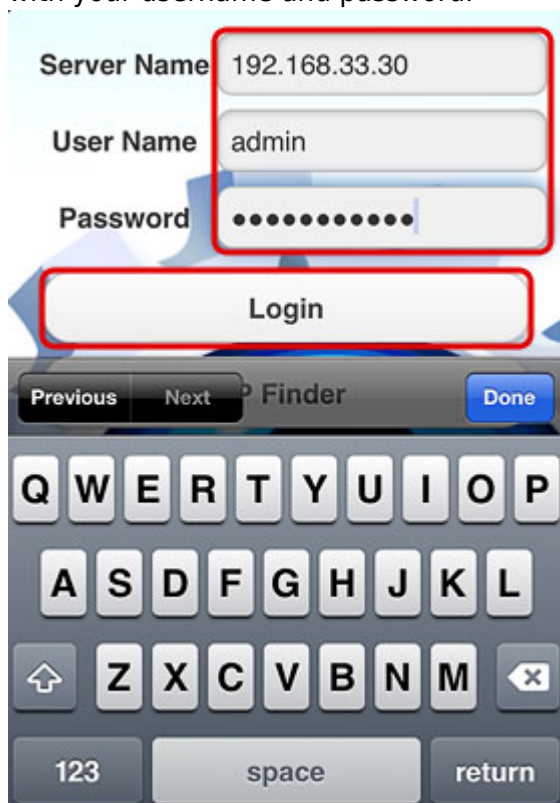 with your username and password.
Server Name 192.168.33.30
User Name admin
Password ●●●●●●●●●●●
Login
Previous Next P Finder Done
Q W E R T Y U I O P
A S D F G H J K L
Z X C V B N M
123 space return